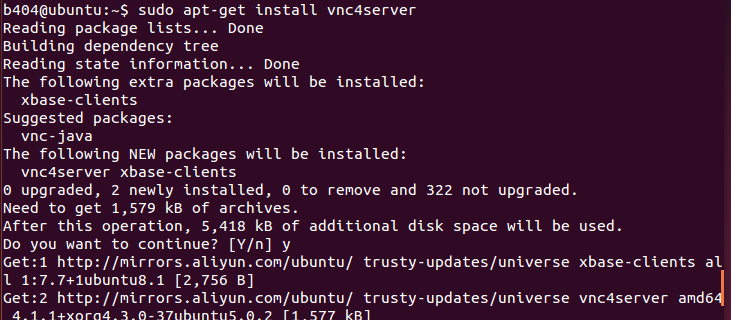 b404@ubuntu:~$ sudo apt-get install vnc4server
Reading package lists... Done
Building dependency tree
Reading state information... Done
The following extra packages will be installed:
  xbase-clients
Suggested packages:
  vnc-java
The following NEW packages will be installed:
  vnc4server xbase-clients
0 upgraded, 2 newly installed, 0 to remove and 322 not upgraded.
Need to get 1,579 kB of archives.
After this operation, 5,418 kB of additional disk space will be used.
Do you want to continue? [Y/n] y
Get:1 http://mirrors.aliyun.com/ubuntu/ trusty-updates/universe xbase-clients al
l 1:7.7+1ubuntu8.1 [2,756 B]
Get:2 http://mirrors.aliyun.com/ubuntu/ trusty-updates/universe vnc4server amd64
 4.1.1+xorg4.3.0-37ubuntu5.0.2 [1,577 kB]